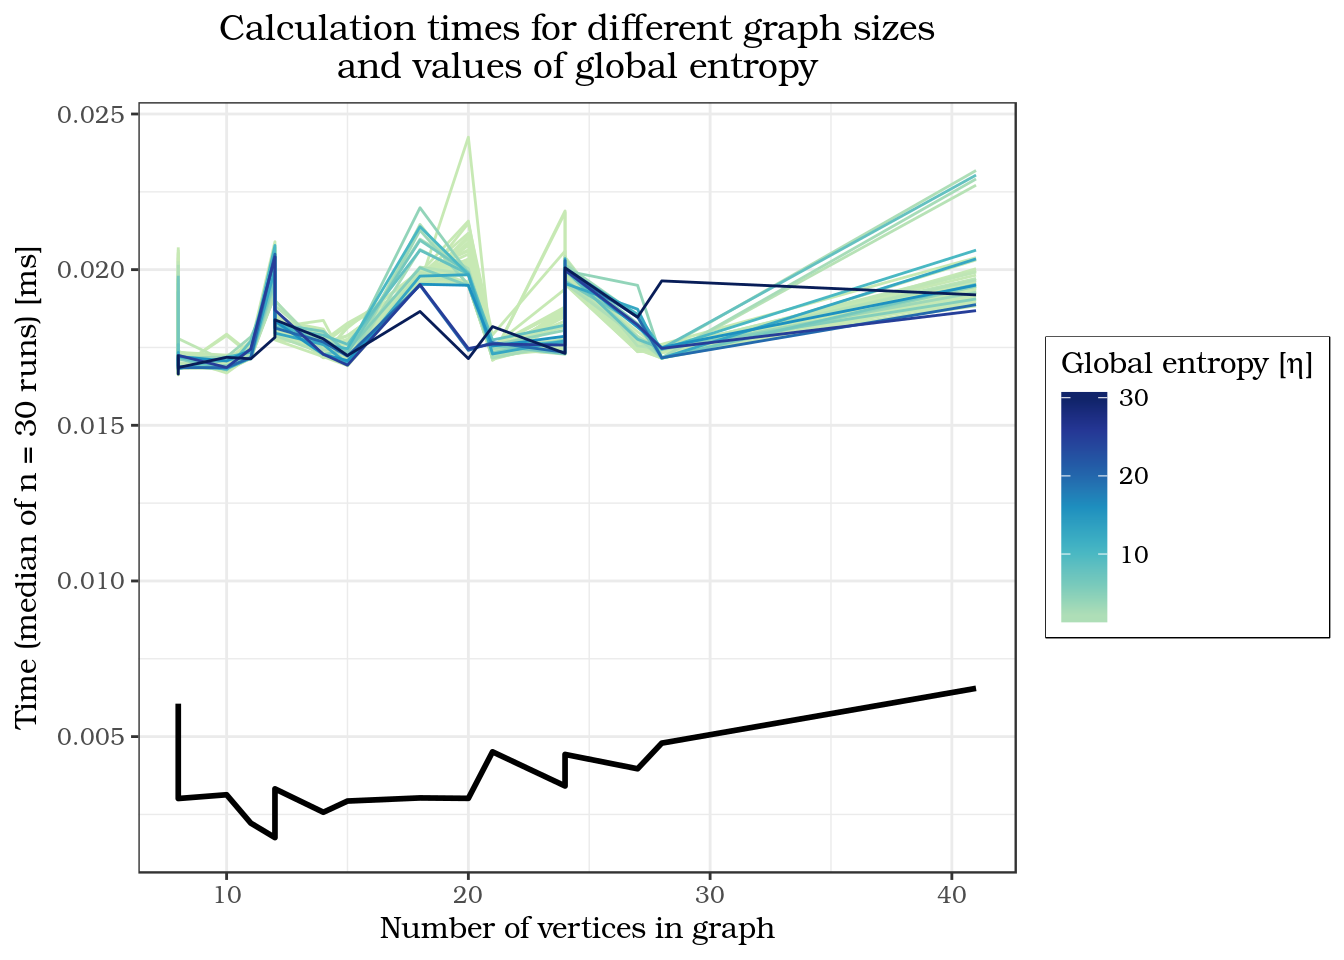 Calculation times for different graph sizes
and values of global entropy
Time (median of n = 30 runs) [ms]
0.025
0.020
0.015
0.010
0.005
10
20
30
40
Number of vertices in graph
Global entropy [η]
30
20
10